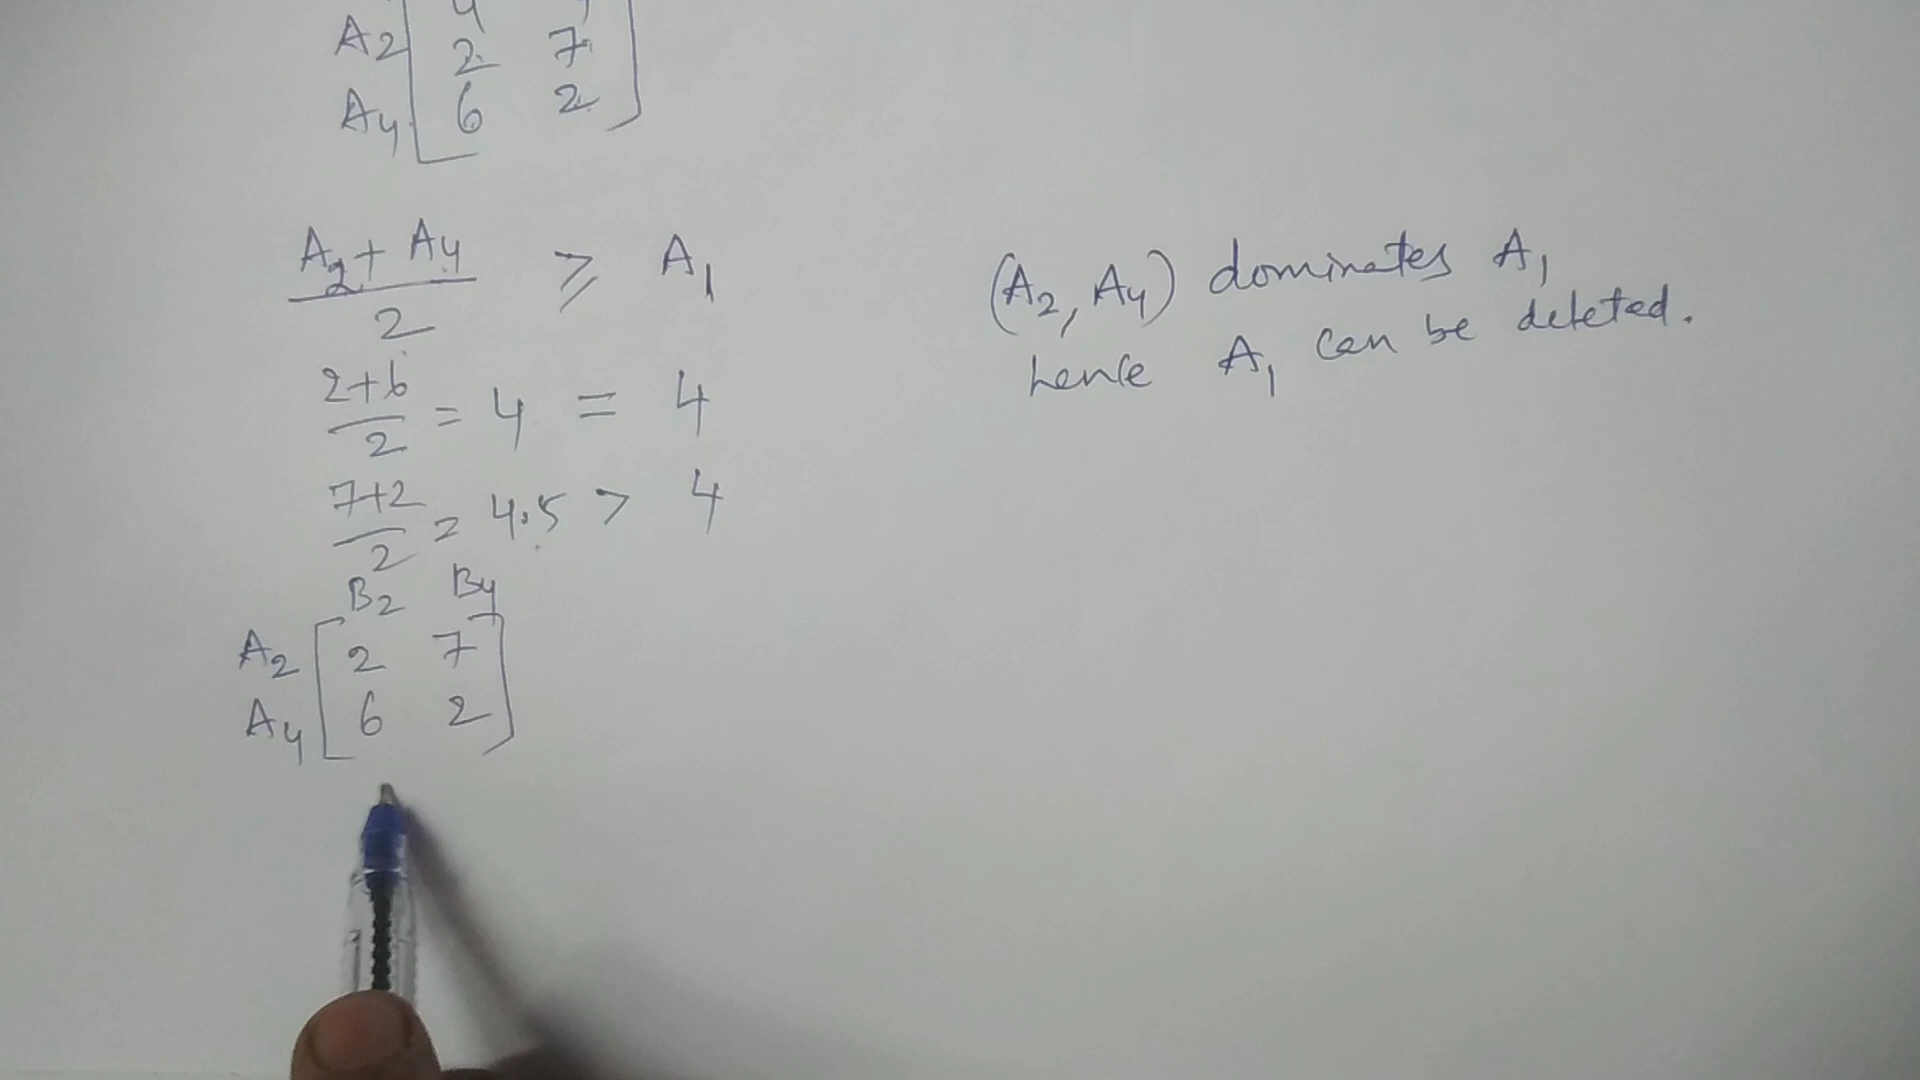 A2 2 7
A4 6 2
A2 + A4 / 2 ⩾ A1
(A2, A4) dominates A1
hence A1 can be deleted.
2+6 / 2 = 4 = 4
7+2 / 2 = 4.5 > 4
B2 B4
A2 [ 2 7 ]
A4 [ 6 2 ]